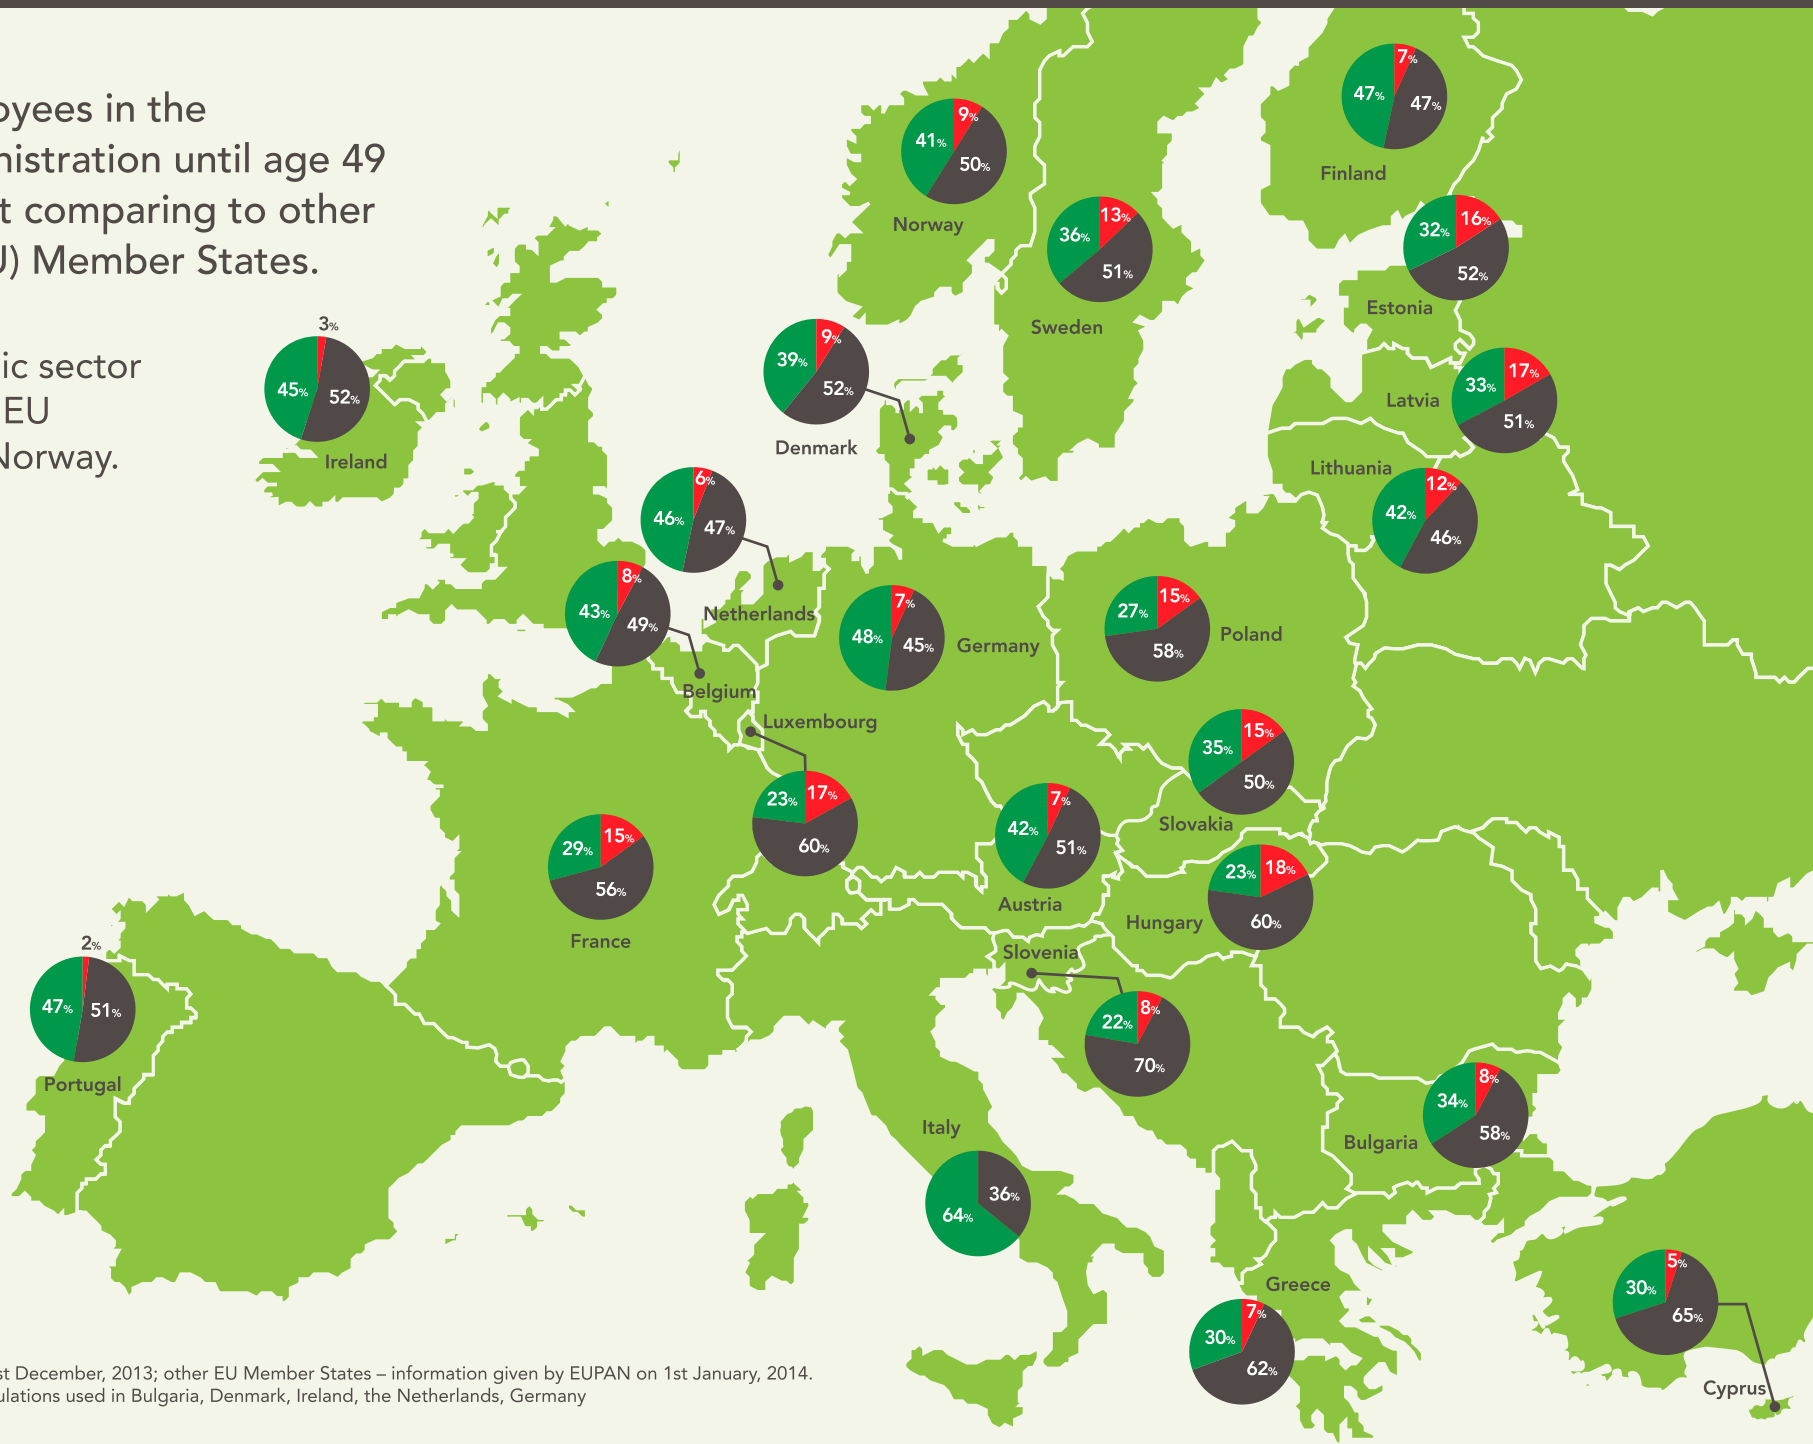 oyees in the
nistration until age 49
t comparing to other
U) Member States.
ic sector
EU
Norway.
7%
47%
47%
Finland
9%
41%
50%
Norway
13%
36%
51%
Sweden
16%
32%
52%
Estonia
3%
45%
52%
Ireland
9%
39%
52%
Denmark
17%
33%
51%
Latvia
Lithuania
12%
42%
46%
6%
46%
47%
Netherlands
8%
43%
49%
Belgium
7%
48%
45%
Germany
15%
27%
58%
Poland
Luxembourg
17%
23%
60%
15%
35%
50%
Slovakia
7%
42%
51%
Austria
15%
29%
56%
France
18%
23%
60%
Hungary
Slovenia
8%
22%
70%
2%
47%
51%
Portugal
8%
34%
58%
Bulgaria
Italy
36%
64%
Greece
7%
30%
62%
5%
30%
65%
Cyprus
st December, 2013; other EU Member States – information given by EUPAN on 1st January, 2014.
ulations used in Bulgaria, Denmark, Ireland, the Netherlands, Germany